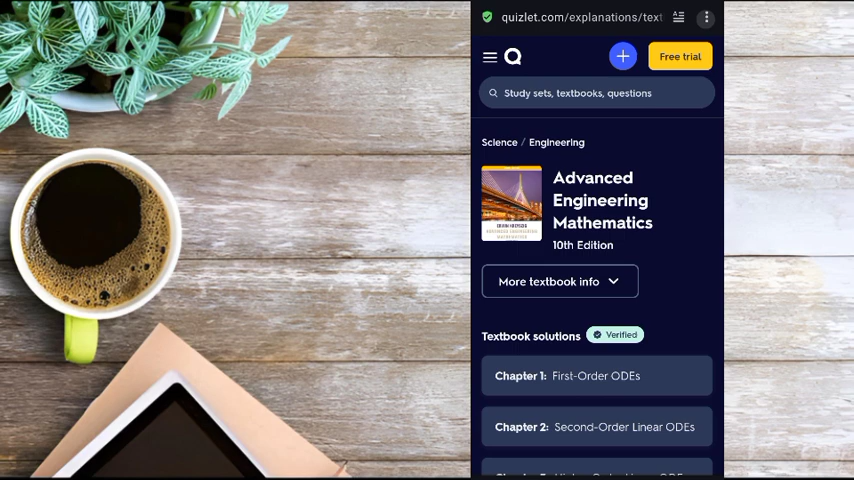 quizlet.com/explanations/text
Free trial
Study sets, textbooks, questions
Science / Engineering
Advanced
Engineering
Mathematics
10th Edition
More textbook info
Textbook solutions Verified
Chapter 1: First-Order ODEs
Chapter 2: Second-Order Linear ODEs